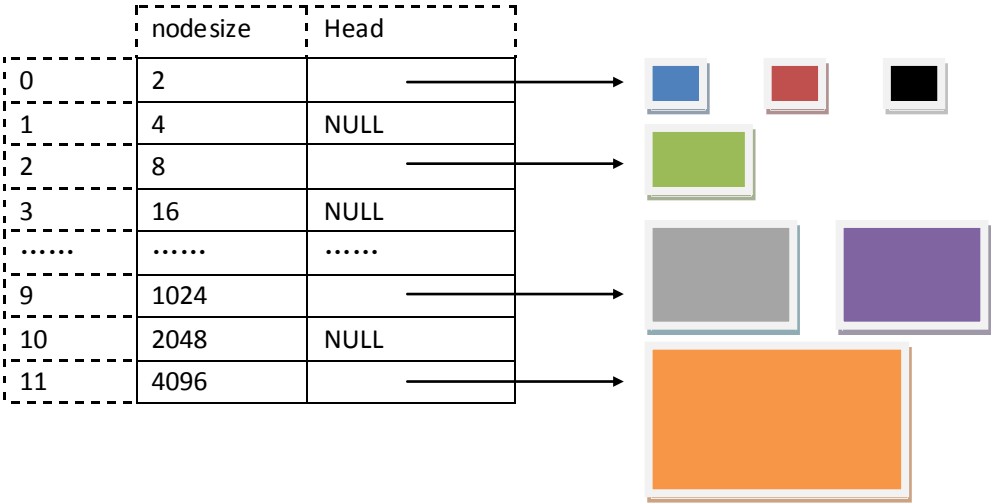 nodesize Head
0 2
1 4 NULL
2 8
3 16 NULL
...... ...... ......
9 1024
10 2048 NULL
11 4096